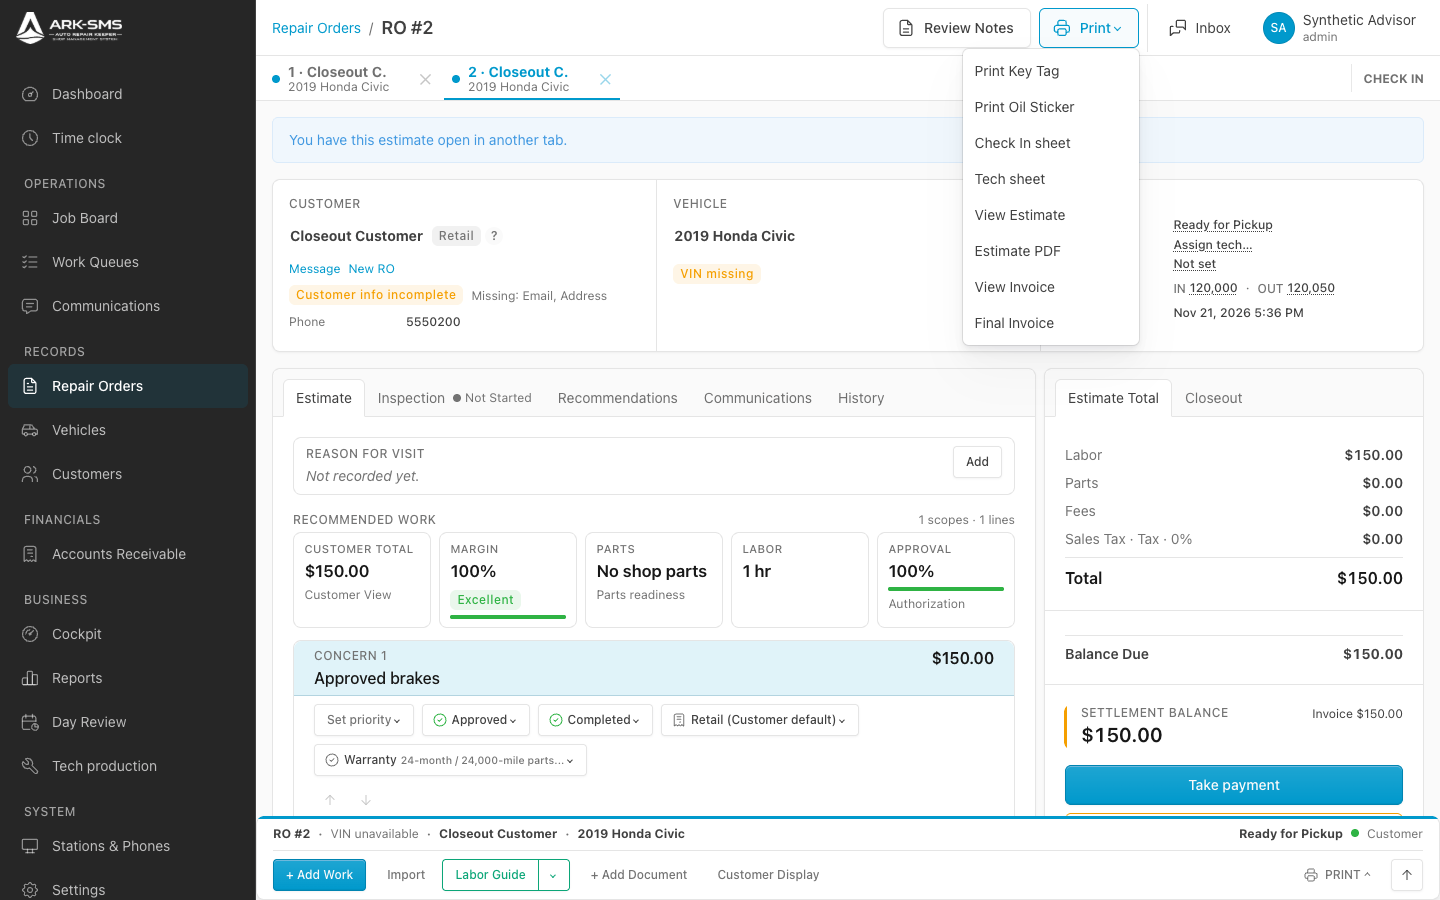 ARK-SMS
AUTO REPAIR KEEPER
SHOP MANAGEMENT SYSTEM
Dashboard
Time clock
OPERATIONS
Job Board
Work Queues
Communications
RECORDS
Repair Orders
Vehicles
Customers
FINANCIALS
Accounts Receivable
BUSINESS
Cockpit
Reports
Day Review
Tech production
SYSTEM
Stations & Phones
Settings
Repair Orders / RO #2
Review Notes
Print
Inbox
SA
Synthetic Advisor
admin
1 · Closeout C.
2019 Honda Civic
2 · Closeout C.
2019 Honda Civic
CHECK IN
Print Key Tag
Print Oil Sticker
Check In sheet
Tech sheet
View Estimate
Estimate PDF
View Invoice
Final Invoice
You have this estimate open in another tab.
CUSTOMER
Closeout Customer Retail ?
Message New RO
Customer info incomplete Missing: Email, Address
Phone 5550200
VEHICLE
2019 Honda Civic
VIN missing
Ready for Pickup
Assign tech...
Not set
IN 120,000 · OUT 120,050
Nov 21, 2026 5:36 PM
Estimate Inspection Not Started Recommendations Communications History
REASON FOR VISIT
Not recorded yet.
Add
RECOMMENDED WORK 1 scopes · 1 lines
CUSTOMER TOTAL
$150.00
Customer View
MARGIN
100%
Excellent
PARTS
No shop parts
Parts readiness
LABOR
1 hr
APPROVAL
100%
Authorization
CONCERN 1
Approved brakes
$150.00
Set priority Approved Completed Retail (Customer default)
Warranty 24-month / 24,000-mile parts...
Estimate Total Closeout
Labor $150.00
Parts $0.00
Fees $0.00
Sales Tax · Tax · 0% $0.00
Total $150.00
Balance Due $150.00
SETTLEMENT BALANCE Invoice $150.00
$150.00
Take payment
RO #2 · VIN unavailable · Closeout Customer · 2019 Honda Civic
Ready for Pickup Customer
+ Add Work Import Labor Guide + Add Document Customer Display
PRINT